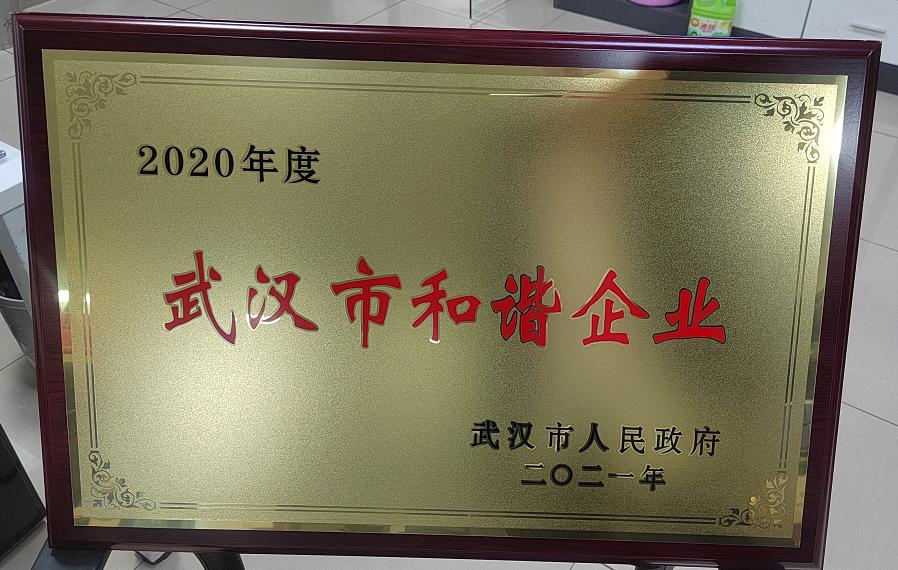 2020年度
武汉市和谐企业
武汉市人民政府
二〇二一年